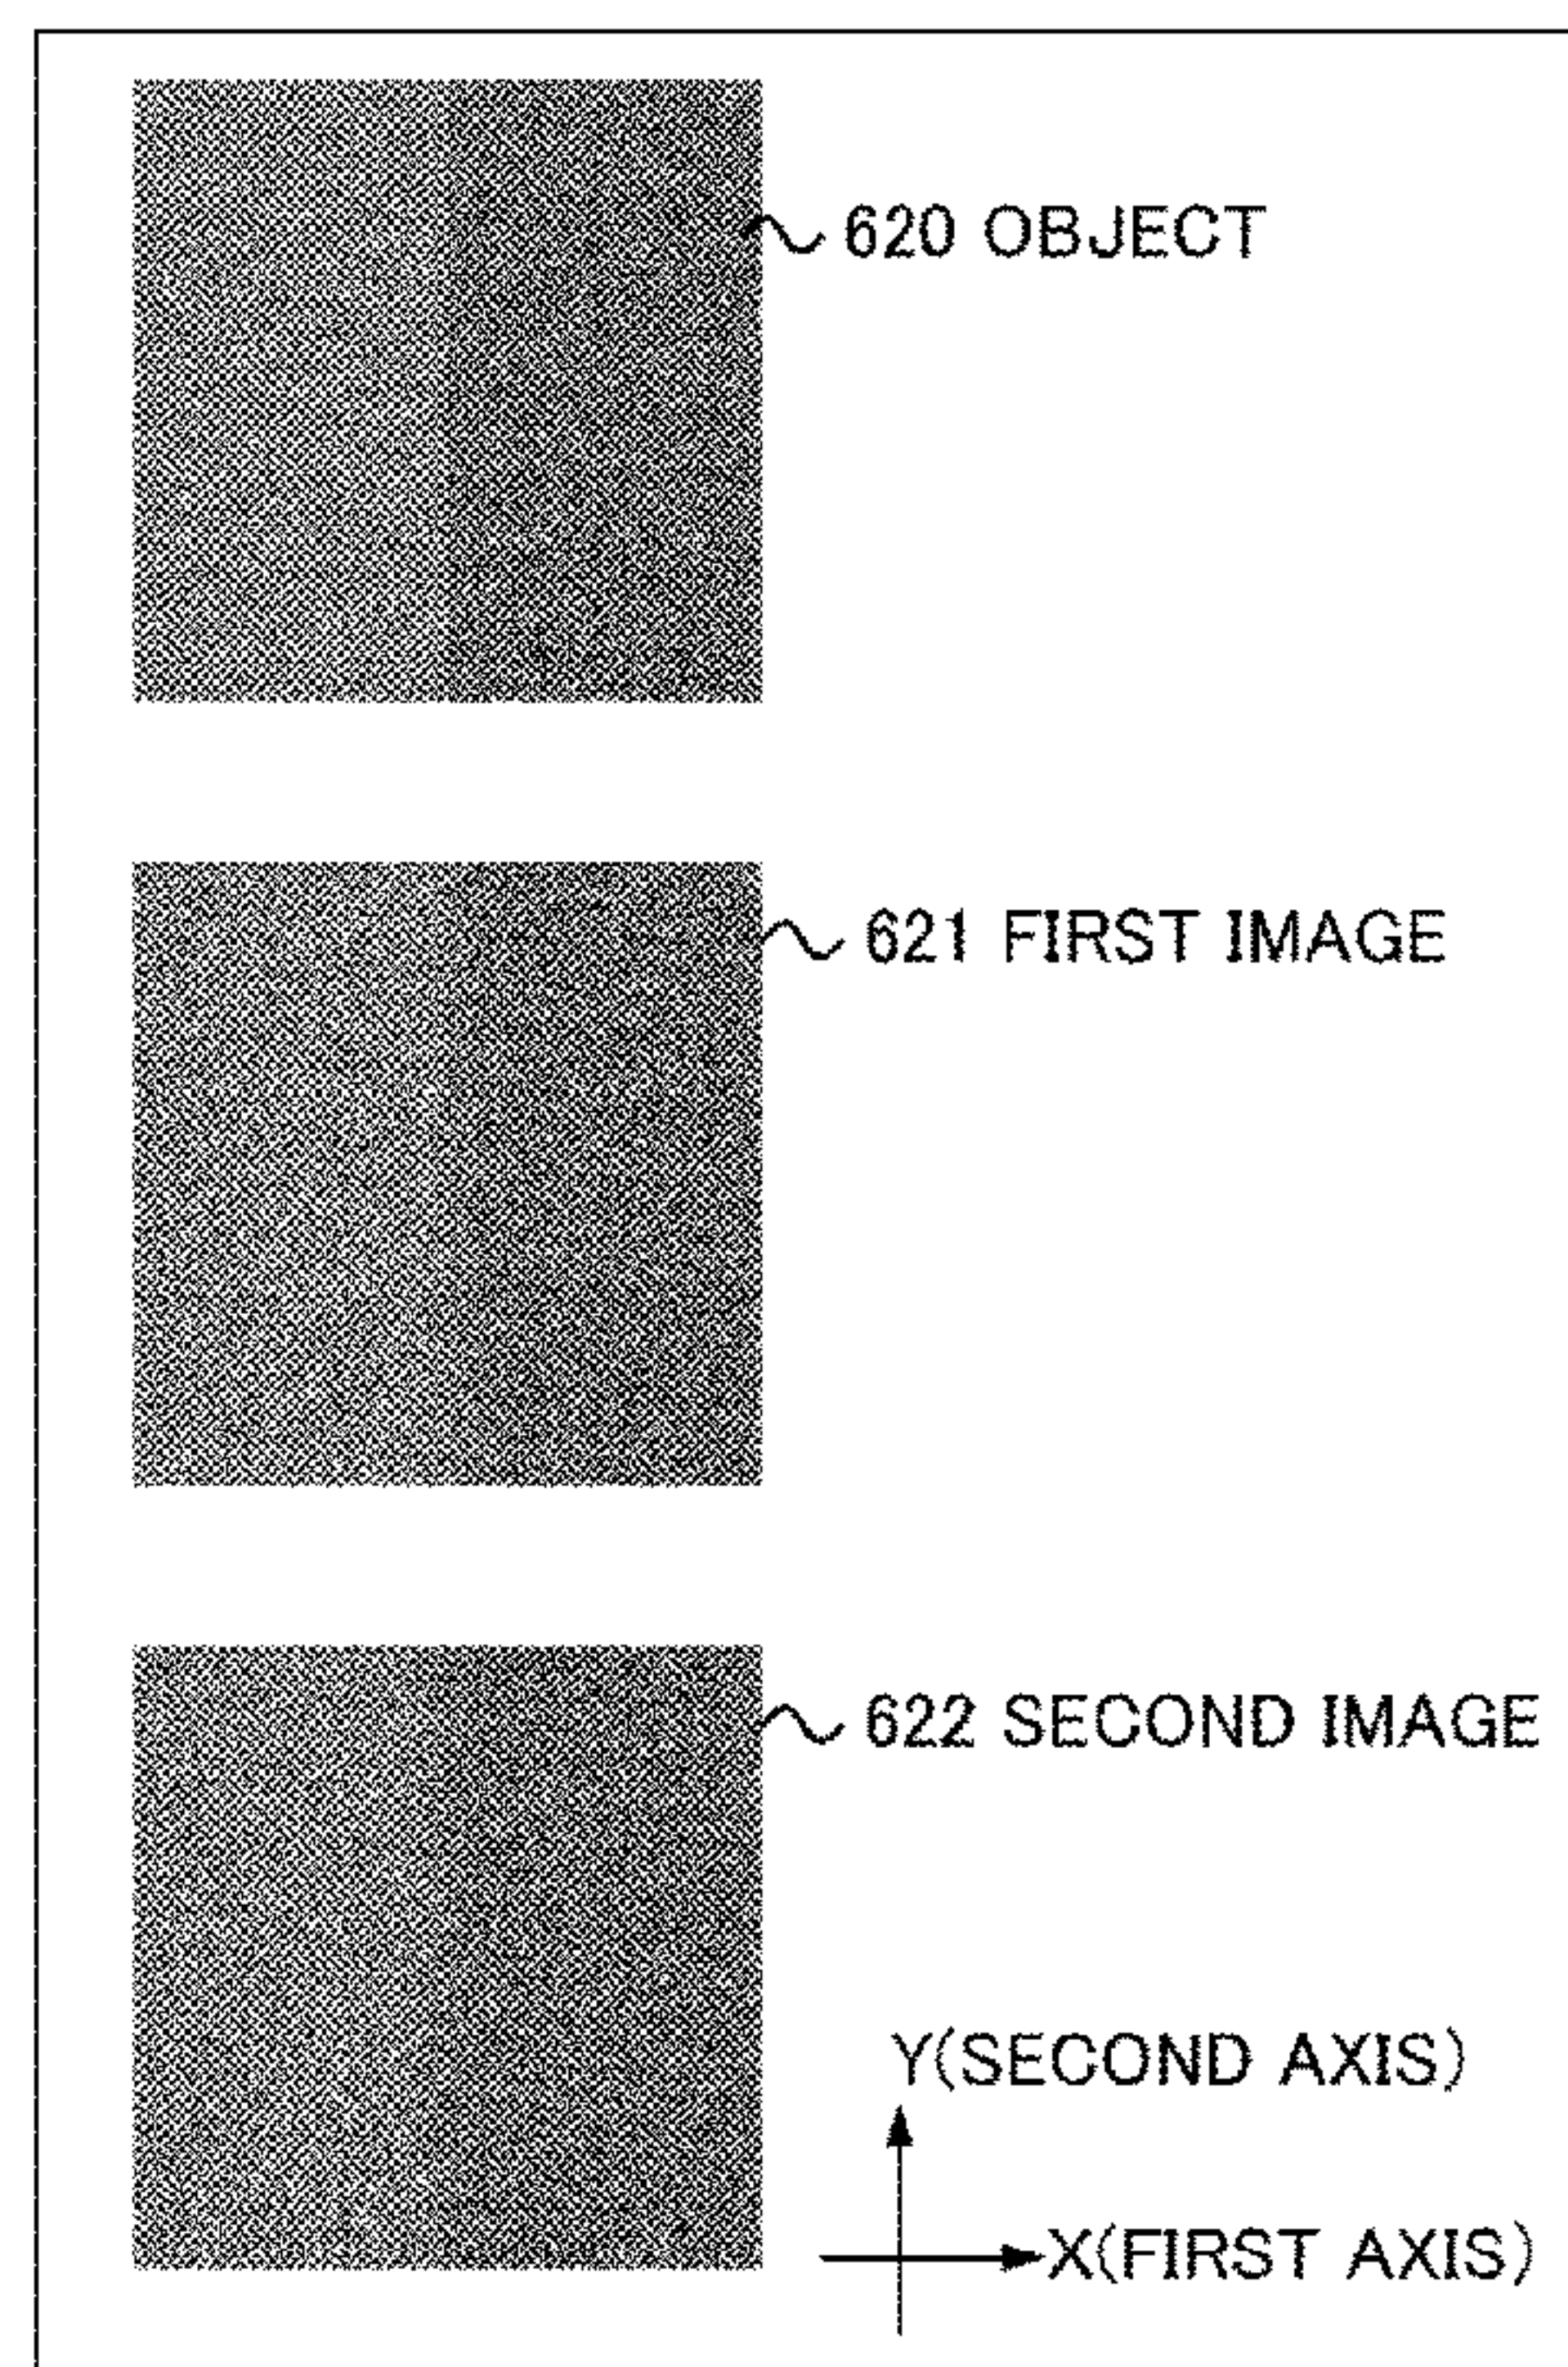 620 OBJECT
621 FIRST IMAGE
622 SECOND IMAGE
Y(SECOND AXIS)
X(FIRST AXIS)